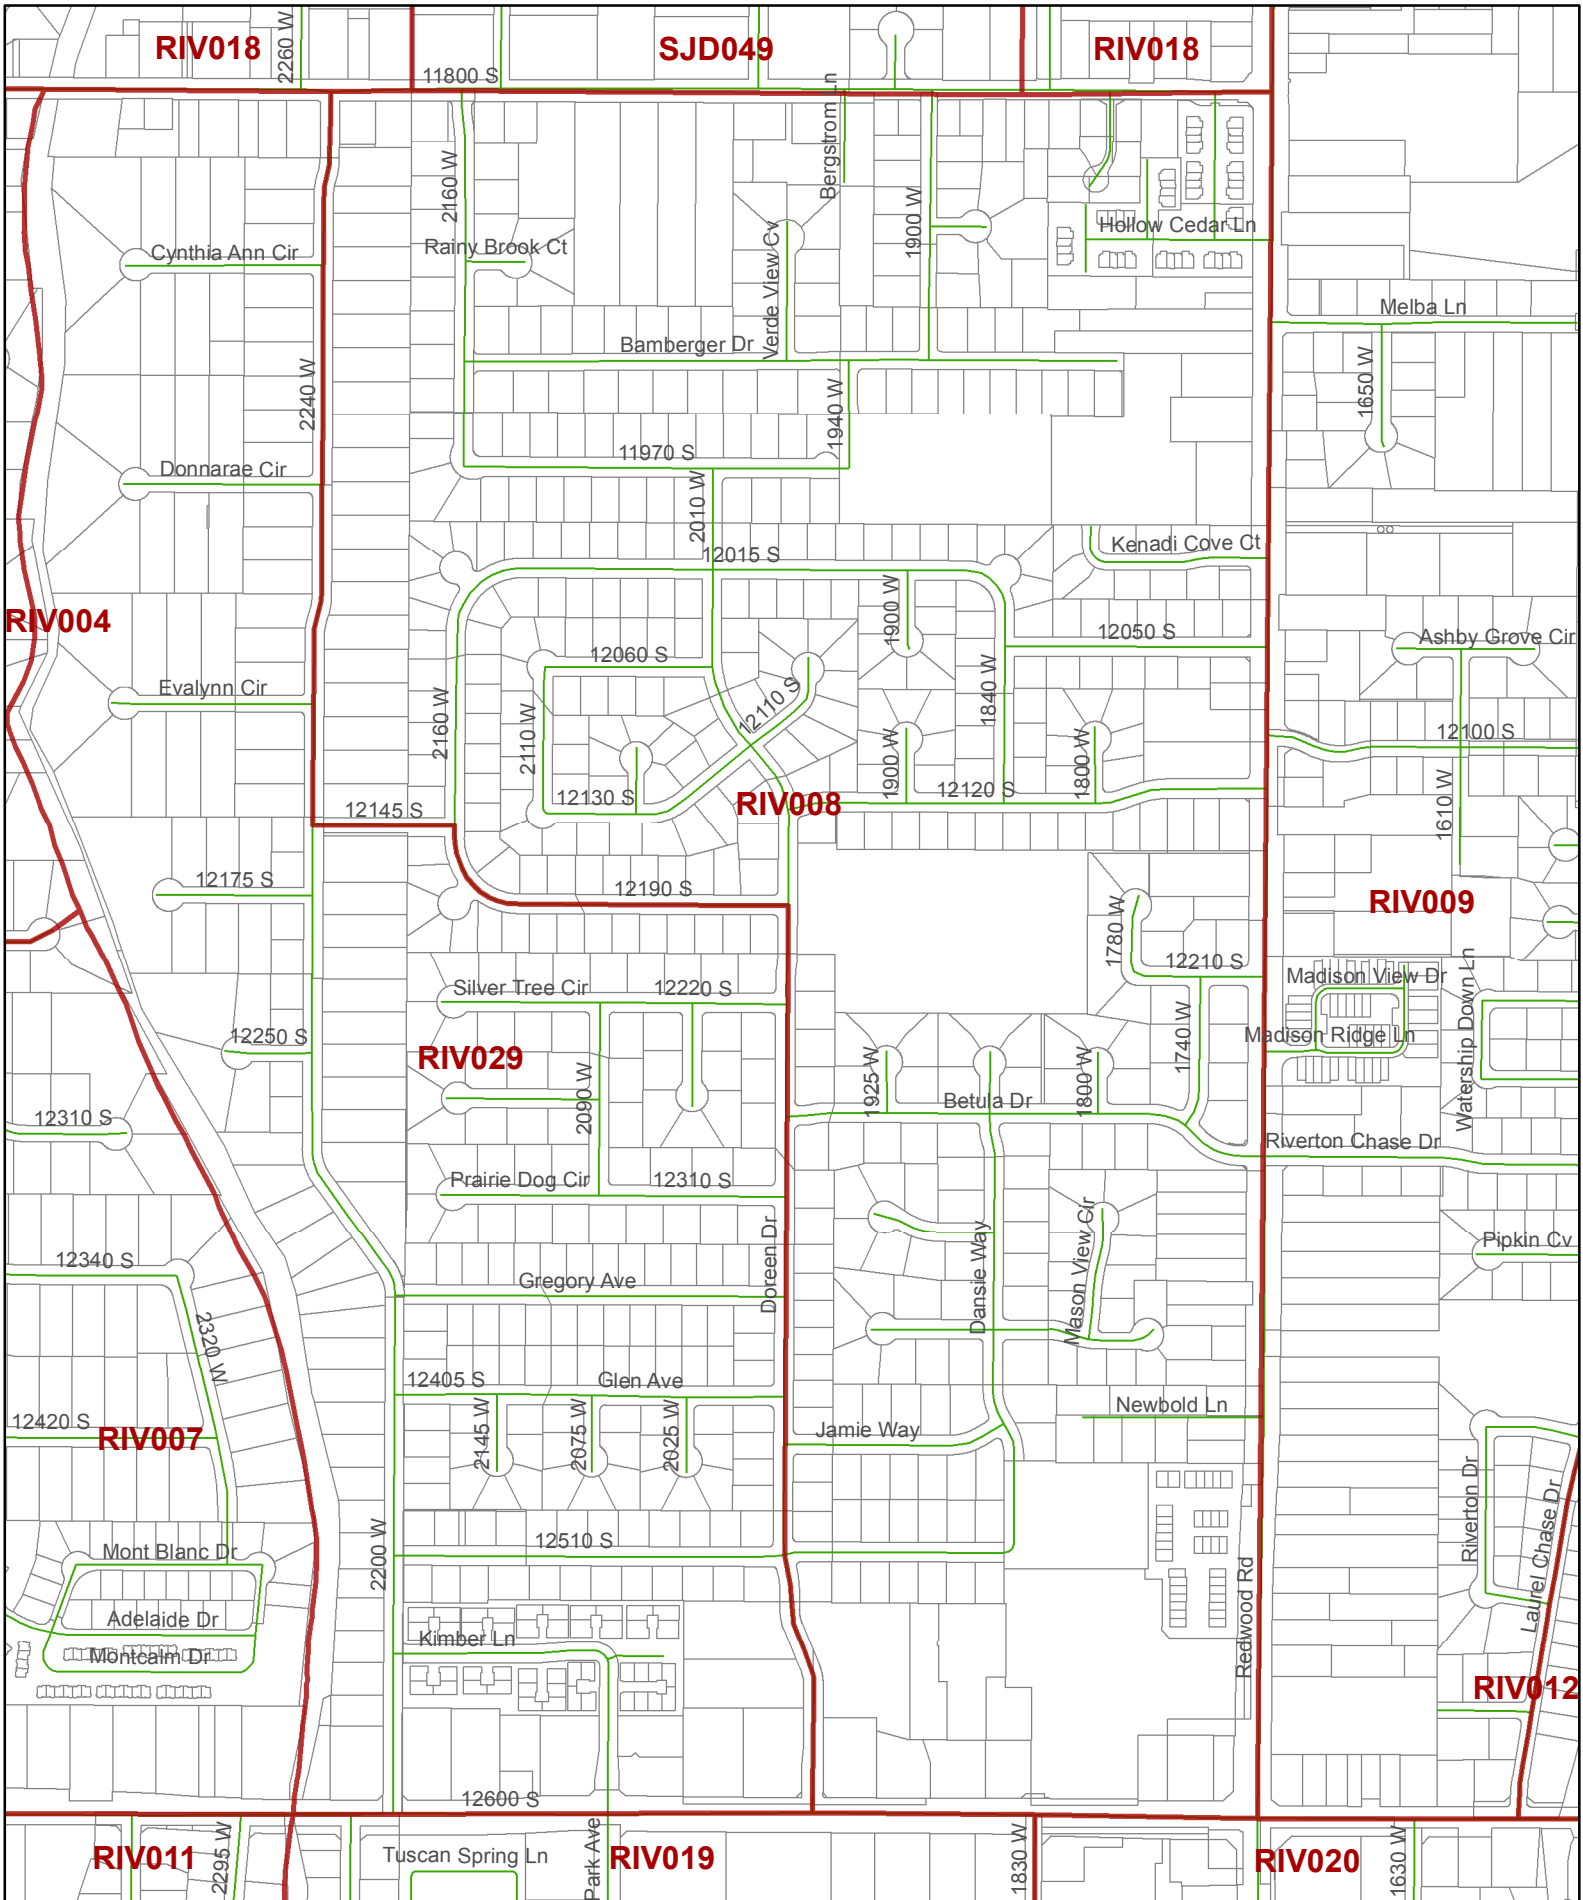 RIV018
2260 W
SJD049
RIV018
11800 S
Bergstrom Ln
2160 W
1900 W
Cynthia Ann Cir
Rainy Brook Ct
Verde View Cv
Hollow Cedar Ln
Melba Ln
Bamberger Dr
2240 W
1940 W
1650 W
11970 S
Donnarae Cir
2010 W
12015 S
Kenadi Cove Ct
RIV004
1900 W
12050 S
Ashby Grove Cir
12060 S
Evalynn Cir
12110 S
1840 W
2160 W
2110 W
1900 W
1800 W
12100 S
12130 S
12120 S
12145 S
RIV008
1610 W
12175 S
12190 S
RIV009
1780 W
12210 S
Madison View Dr
Silver Tree Cir
12220 S
Watership Down Ln
12250 S
RIV029
1740 W
Madison Ridge Ln
2090 W
1925 W
1800 W
Betula Dr
12310 S
Riverton Chase Dr
Prairie Dog Cir
12310 S
Doreen Dr
Dansie Way
Mason View Cir
Pipkin Cv
12340 S
Gregory Ave
2320 W
12405 S
Glen Ave
Newbold Ln
12420 S
RIV007
2145 W
2075 W
2025 W
Jamie Way
Riverton Dr
Laurel Chase Dr
Mont Blanc Dr
12510 S
2200 W
Adelaide Dr
Kimber Ln
Montcalm Dr
Redwood Rd
RIV012
12600 S
RIV011
2295 W
Tuscan Spring Ln
Park Ave
RIV019
1830 W
RIV020
1630 W